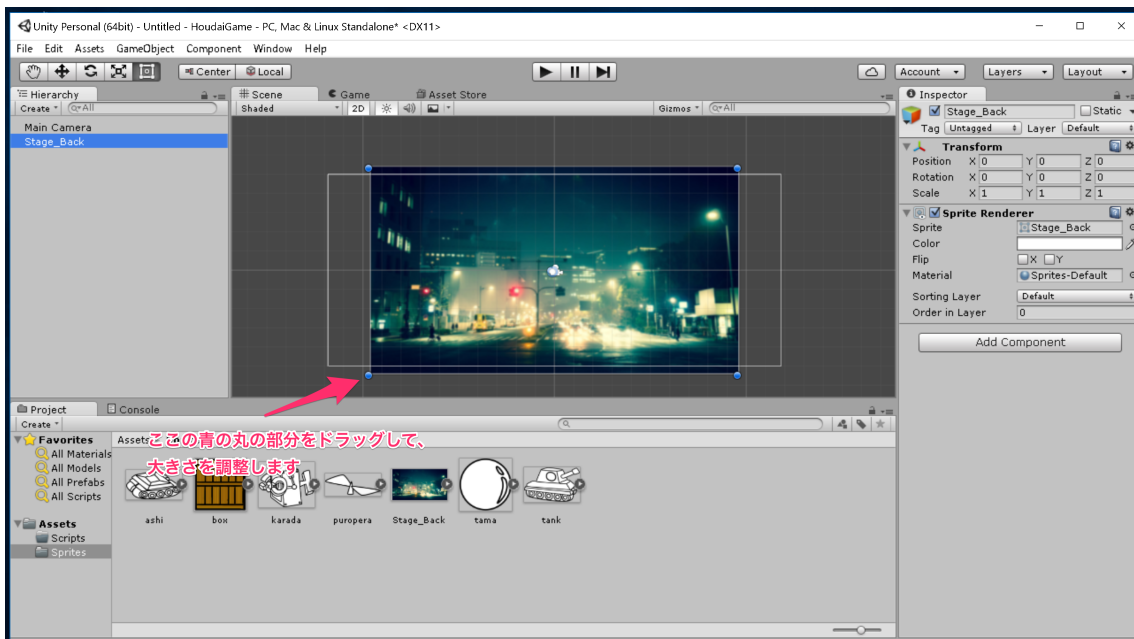 Unity Personal (64bit) - Untitled - HoudaiGame - PC, Mac & Linux Standalone* <DX11>
File Edit Assets GameObject Component Window Help
Center Local Account Layers Layout
Hierarchy
Create All
Main Camera
Stage_Back
Scene Game Asset Store
Shaded 2D Gizmos All
Inspector
Stage_Back Static
Tag Untagged Layer Default
Transform
Position X 0 Y 0 Z 0
Rotation X 0 Y 0 Z 0
Scale X 1 Y 1 Z 1
Sprite Renderer
Sprite Stage_Back
Color
Flip X Y
Material Sprites-Default
Sorting Layer Default
Order in Layer 0
Add Component
Project Console
Create
Favorites
All Materials
All Models
All Prefabs
All Scripts
Assets
Scripts
Sprites
Assets
ここの青の丸の部分をドラッグして、
大きさを調整します
ashi box karada puropera Stage_Back tama tank